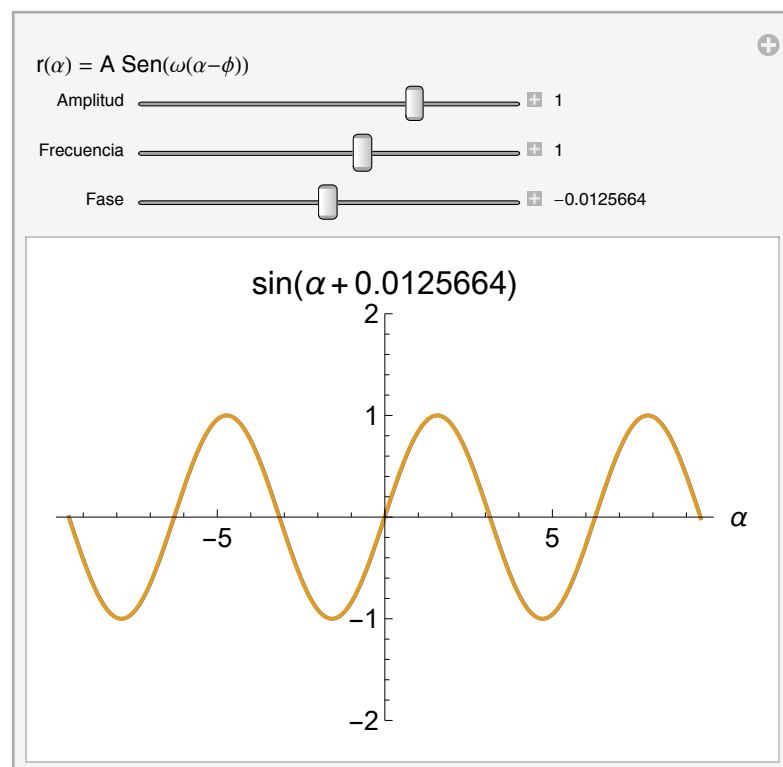 r(α) = A Sen(ω(α−ϕ))
Amplitud 1
Frecuencia 1
Fase −0.0125664
sin(α + 0.0125664)
2
1
−5 5 α
−1
−2